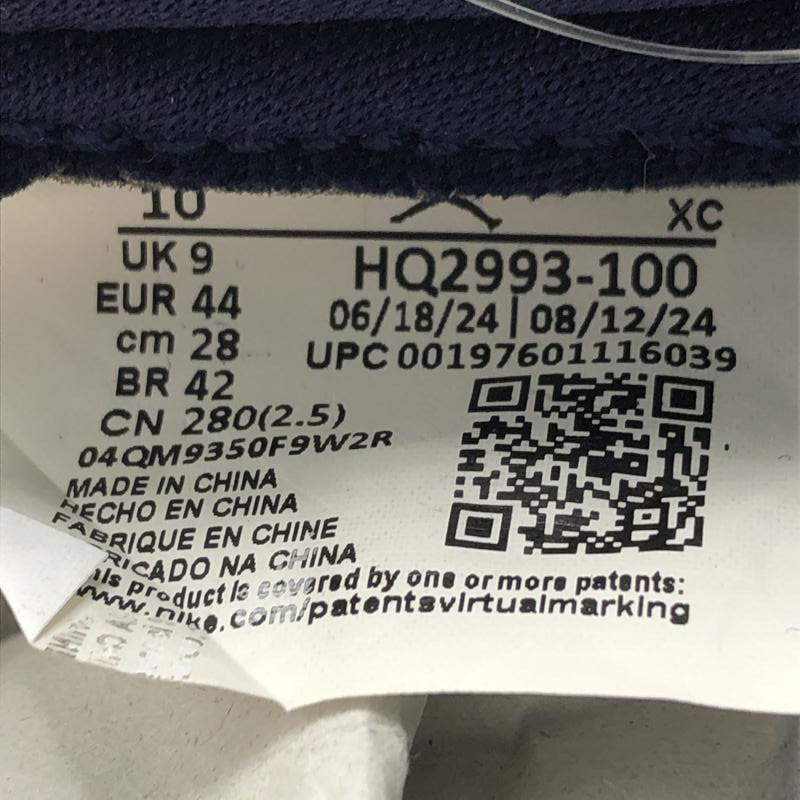 10 XC
UK 9
HQ2993-100
EUR 44
06/18/24 | 08/12/24
cm 28
UPC 00197601116039
BR 42
CN 280(2.5)
04QM9350F9W2R
MADE IN CHINA
HECHO EN CHINA
FABRIQUE EN CHINE
RICADO NA CHINA
his product is covered by one or more patents:
www.nike.com/patentsvirtualmarking